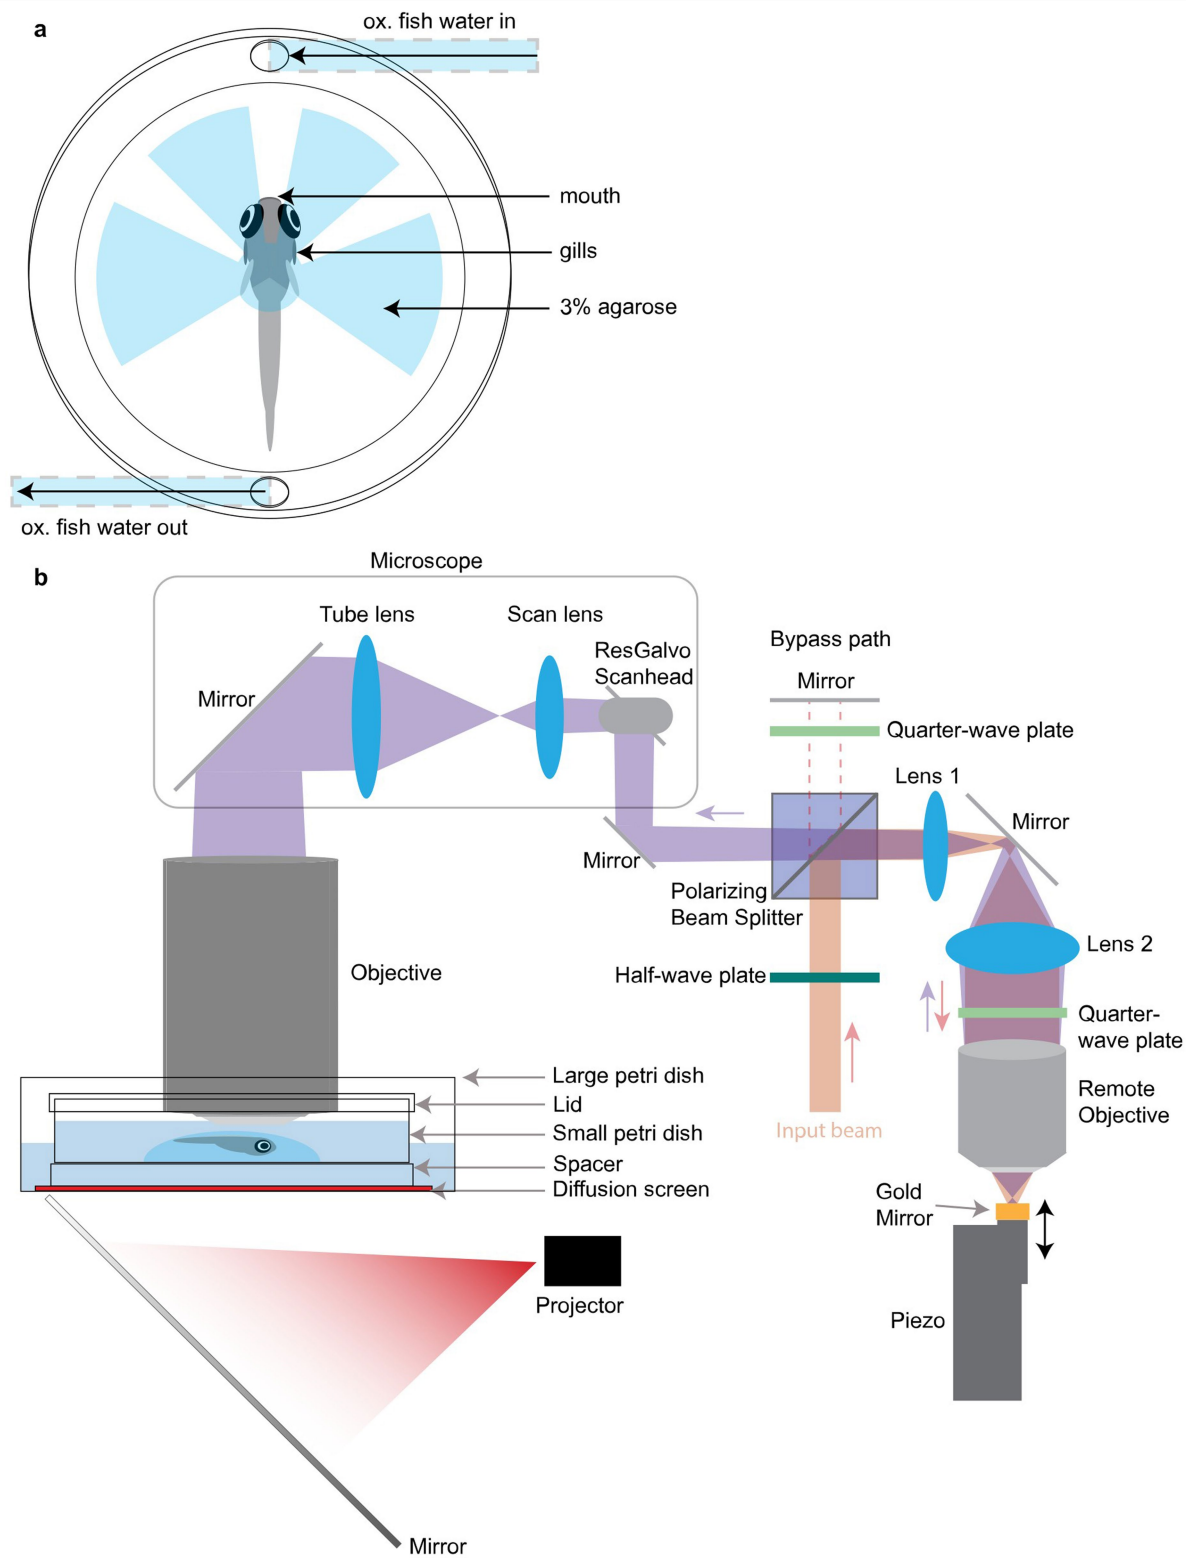 a
ox. fish water in
mouth
gills
3% agarose
ox. fish water out
b
Microscope
Tube lens
Scan lens
ResGalvo
Scanhead
Mirror
Bypass path
Mirror
Quarter-wave plate
Lens 1
Mirror
Mirror
Polarizing
Beam Splitter
Lens 2
Half-wave plate
Objective
Quarter-
wave plate
Large petri dish
Lid
Small petri dish
Spacer
Diffusion screen
Input beam
Remote
Objective
Gold
Mirror
Projector
Piezo
Mirror